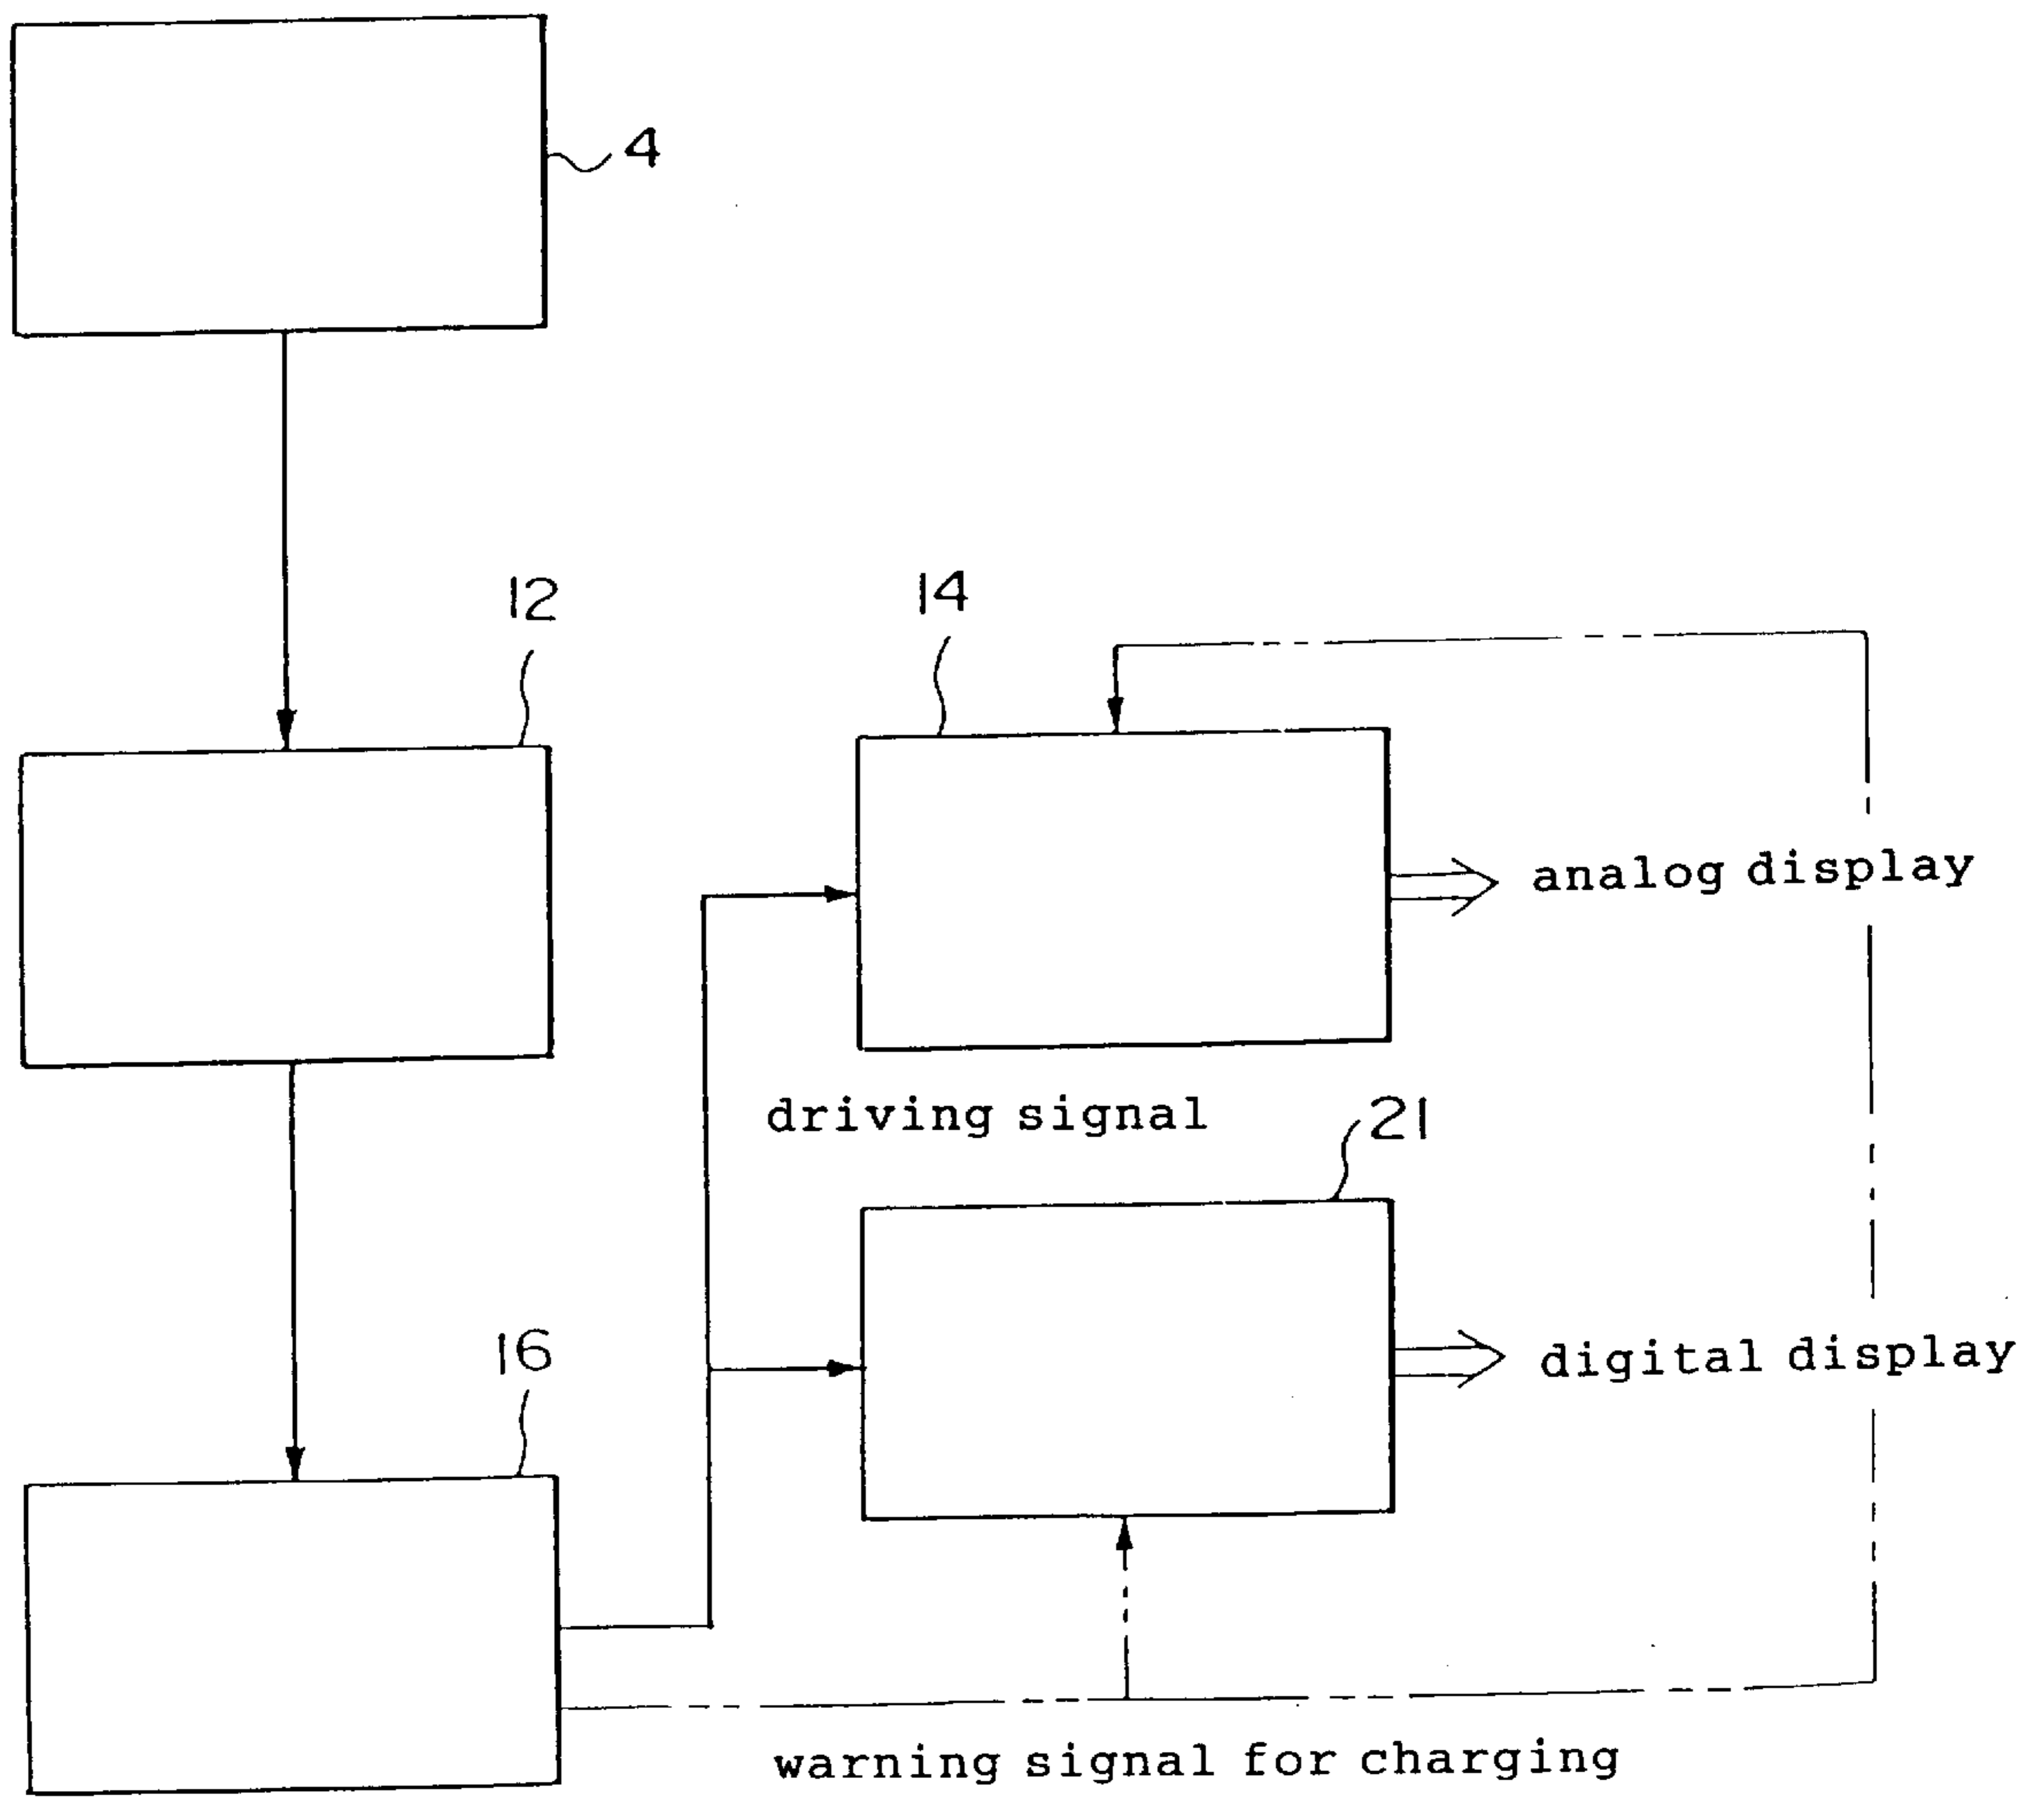 4
12
14
analog display
driving signal
21
16
digital display
warning signal for charging